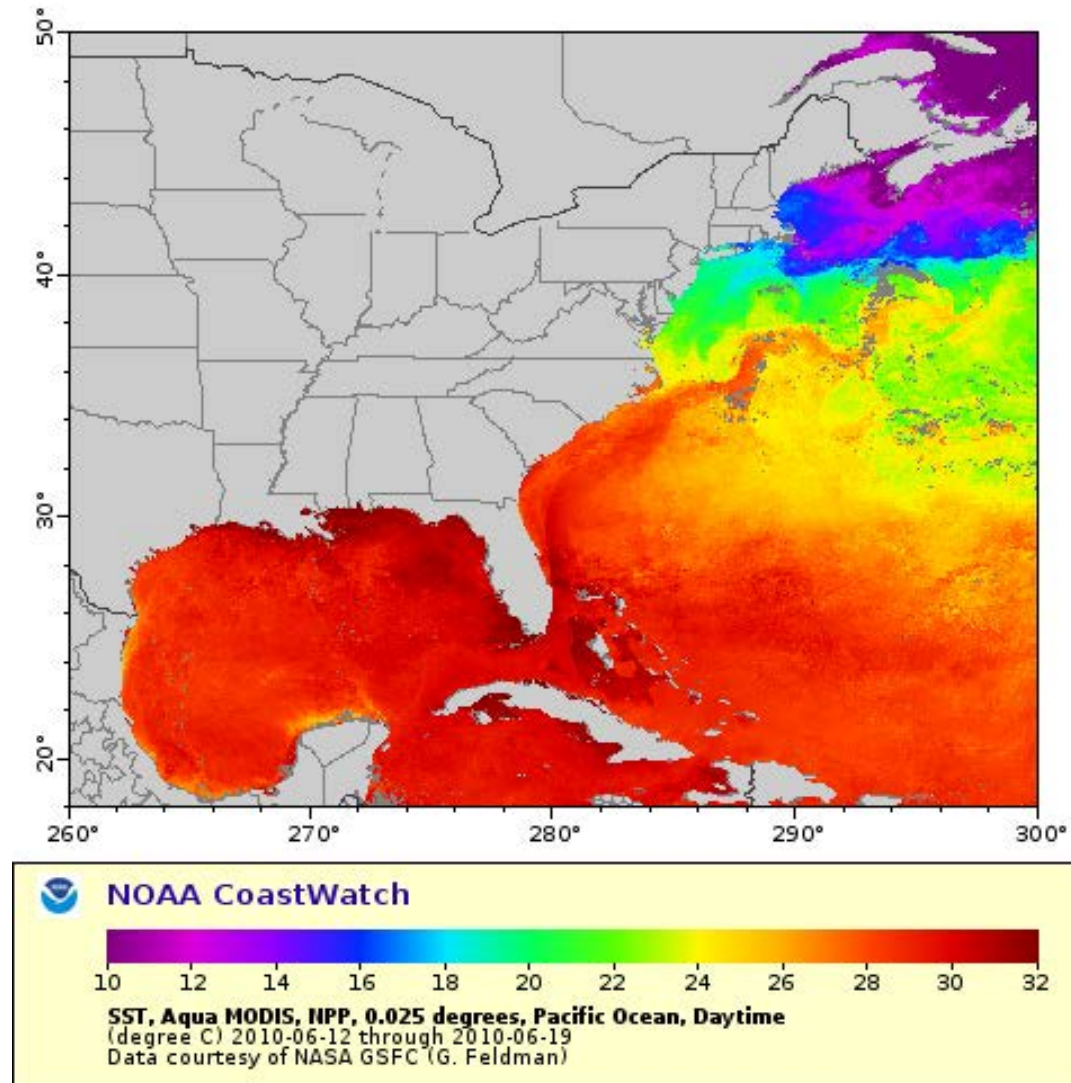 50°
40°
30°
20°
260° 270° 280° 290° 300°
NOAA CoastWatch
10 12 14 16 18 20 22 24 26 28 30 32
SST, Aqua MODIS, NPP, 0.025 degrees, Pacific Ocean, Daytime
(degree C) 2010-06-12 through 2010-06-19
Data courtesy of NASA GSFC (G. Feldman)